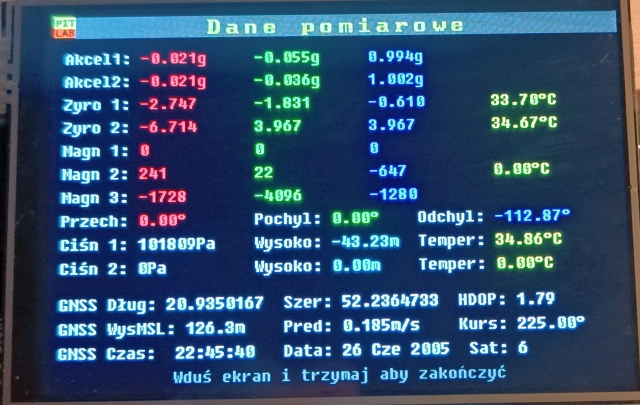 PIT LAB
Dane pomiarowe
Akcel1: -0.021g -0.055g 0.994g
Akcel2: -0.021g -0.036g 1.002g
Żyro 1: -2.747 -1.831 -0.610 33.70°C
Żyro 2: -6.714 3.967 3.967 34.67°C
Magn 1: 0 0 0
Magn 2: 241 22 -647 0.00°C
Magn 3: -1728 -4096 -1280
Przech: 0.00° Pochyl: 0.00° Odchyl: -112.87°
Ciśn 1: 101809Pa Wysoko: -43.23m Temper: 34.86°C
Ciśn 2: 0Pa Wysoko: 0.00m Temper: 0.00°C
GNSS Dług: 20.9350167 Szer: 52.2364733 HDOP: 1.79
GNSS WysMSL: 126.3m Pred: 0.185m/s Kurs: 225.00°
GNSS Czas: 22:45:40 Data: 26 Cze 2005 Sat: 6
Wduś ekran i trzymaj aby zakończyć